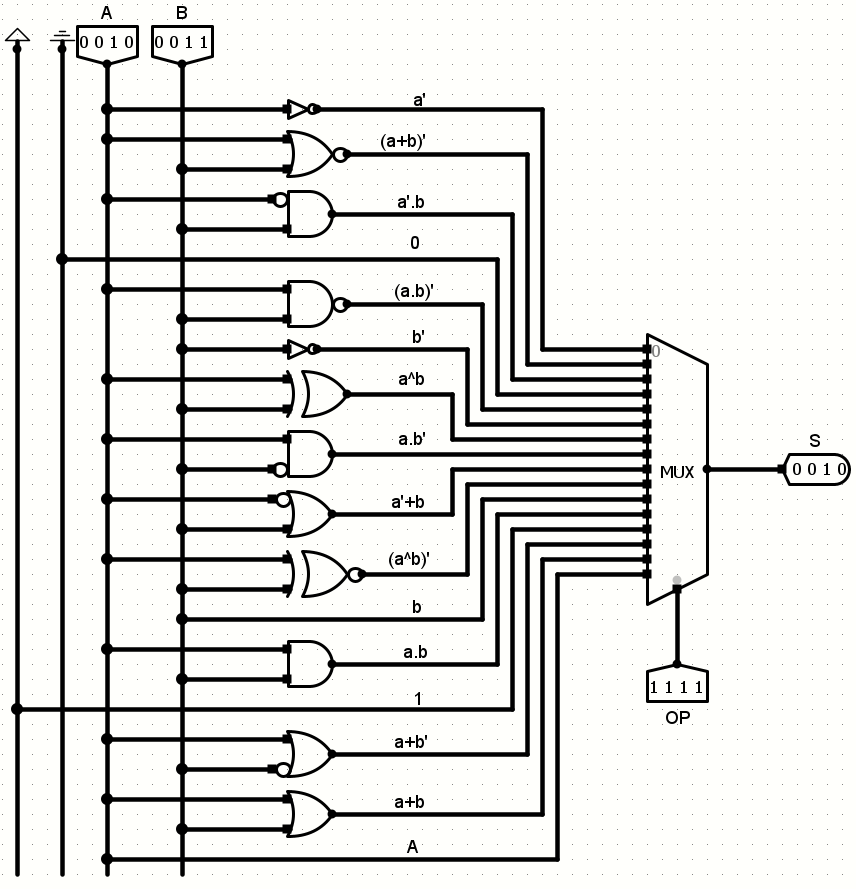 A B
0 0 1 0 0 0 1 1
a'
(a+b)'
a'.b
0
(a.b)'
b'
0
a^b
a.b'
S
MUX 0 0 1 0
a'+b
(a^b)'
b
a.b
1 1 1 1
1
OP
a+b'
a+b
A